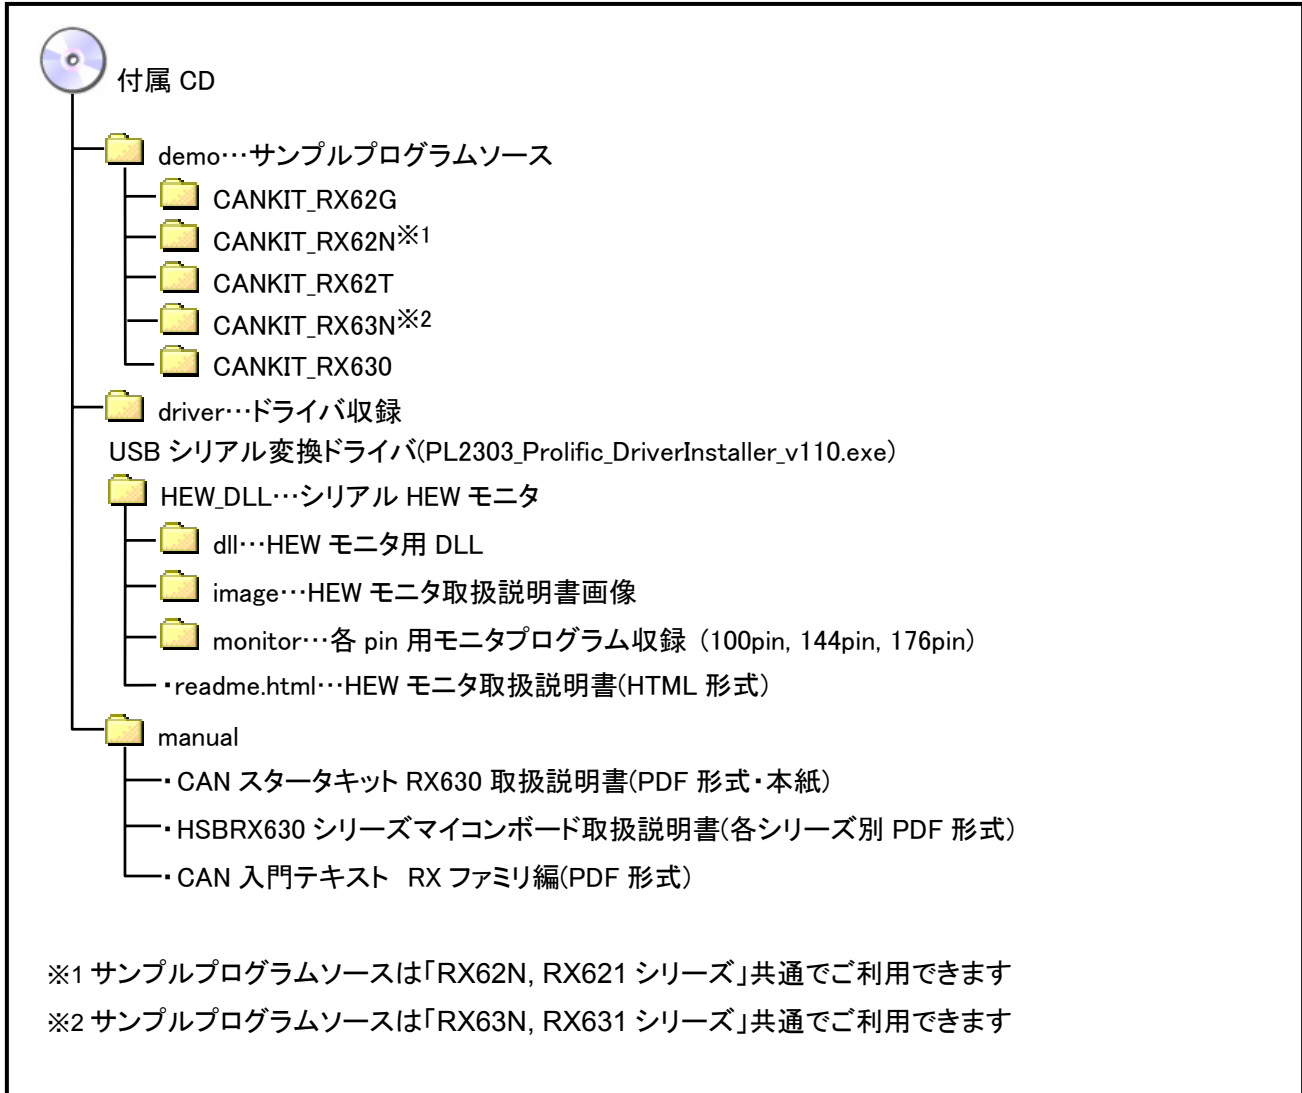 付属 CD
demo…サンプルプログラムソース
CANKIT_RX62G
CANKIT_RX62N※1
CANKIT_RX62T
CANKIT_RX63N※2
CANKIT_RX630
driver…ドライバ収録
USB シリアル変換ドライバ(PL2303_Prolific_DriverInstaller_v110.exe)
HEW_DLL…シリアル HEW モニタ
dll…HEW モニタ用 DLL
image…HEW モニタ取扱説明書画像
monitor…各 pin 用モニタプログラム収録 (100pin, 144pin, 176pin)
・readme.html…HEW モニタ取扱説明書(HTML 形式)
manual
・CAN スタータキット RX630 取扱説明書(PDF 形式・本紙)
・HSBRX630 シリーズマイコンボード取扱説明書(各シリーズ別 PDF 形式)
・CAN 入門テキスト RX ファミリ編(PDF 形式)
※1 サンプルプログラムソースは「RX62N, RX621 シリーズ」共通でご利用できます
※2 サンプルプログラムソースは「RX63N, RX631 シリーズ」共通でご利用できます